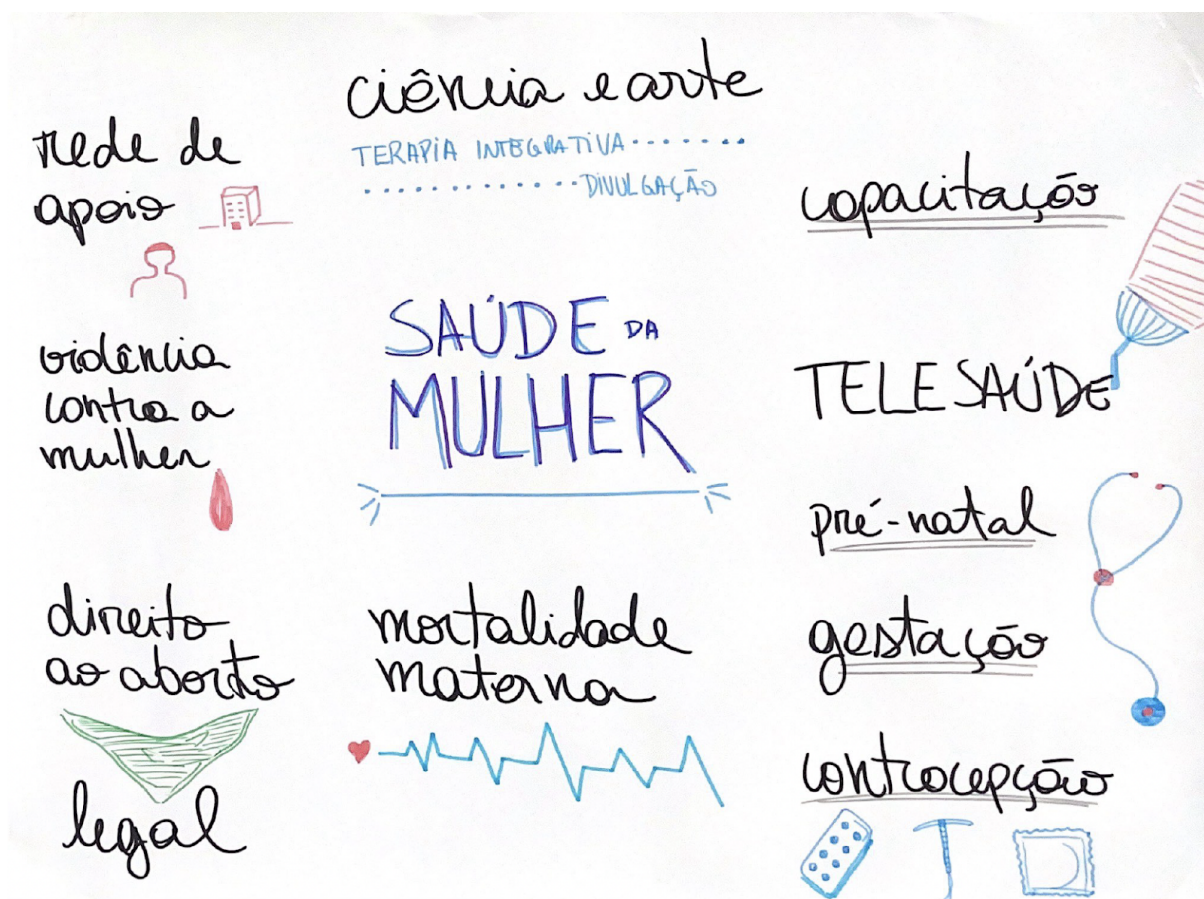 ciência e arte
TERAPIA INTEGRATIVA
DIVULGAÇÃO
rede de
apoio
violência
contra a
mulher
direito
ao aborto
legal
SAÚDE DA
MULHER
mortalidade
materna
capacitação
TELESAÚDE
pré-natal
gestação
contracepção